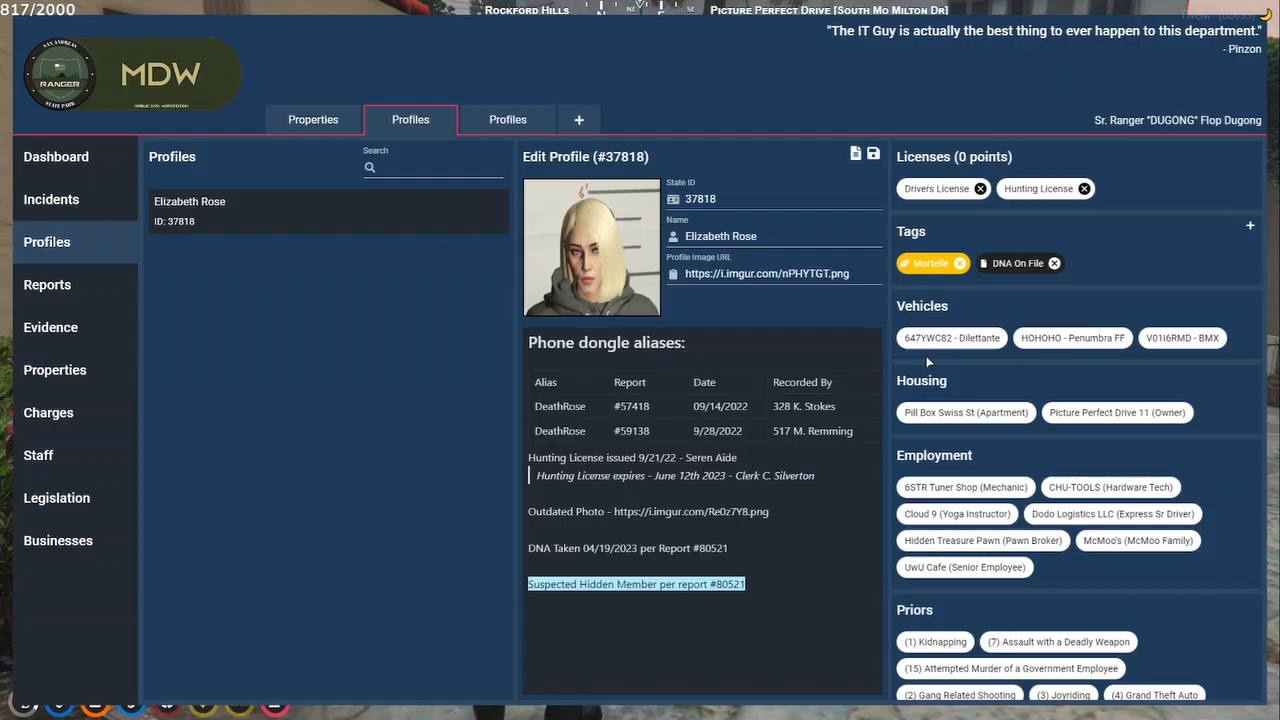 817/2000
ROCKFORD HILLS
N
SE
PICTURE PERFECT DRIVE [SOUTH MO MILTON DR]
"The IT Guy is actually the best thing to ever happen to this department."
- Pinzon
SAN ANDREAS
RANGER
STATE PARK
MDW
MOBILE DATA WORKSTATION
Properties
Profiles
Profiles
+
Sr. Ranger "DUGONG" Flop Dugong
Dashboard
Incidents
Profiles
Reports
Evidence
Properties
Charges
Staff
Legislation
Businesses
Profiles
Search
Elizabeth Rose
ID: 37818
Edit Profile (#37818)
State ID
37818
Name
Elizabeth Rose
Profile Image URL
https://i.imgur.com/nPHYTGT.png
Phone dongle aliases:
Alias Report Date Recorded By
DeathRose #57418 09/14/2022 328 K. Stokes
DeathRose #59138 9/28/2022 517 M. Remming
Hunting License issued 9/21/22 - Seren Aide
Hunting License expires - June 12th 2023 - Clerk C. Silverton
Outdated Photo - https://i.imgur.com/Re0z7Y8.png
DNA Taken 04/19/2023 per Report #80521
Suspected Hidden Member per report #80521
Licenses (0 points)
Drivers License Hunting License
Tags
+
Mortelle DNA On File
Vehicles
647YWC82 - Dilettante HOHOHO - Penumbra FF V01I6RMD - BMX
Housing
Pill Box Swiss St (Apartment) Picture Perfect Drive 11 (Owner)
Employment
6STR Tuner Shop (Mechanic) CHU-TOOLS (Hardware Tech)
Cloud 9 (Yoga Instructor) Dodo Logistics LLC (Express Sr Driver)
Hidden Treasure Pawn (Pawn Broker) McMoo's (McMoo Family)
UwU Cafe (Senior Employee)
Priors
(1) Kidnapping (7) Assault with a Deadly Weapon
(15) Attempted Murder of a Government Employee
(2) Gang Related Shooting (3) Joyriding (4) Grand Theft Auto